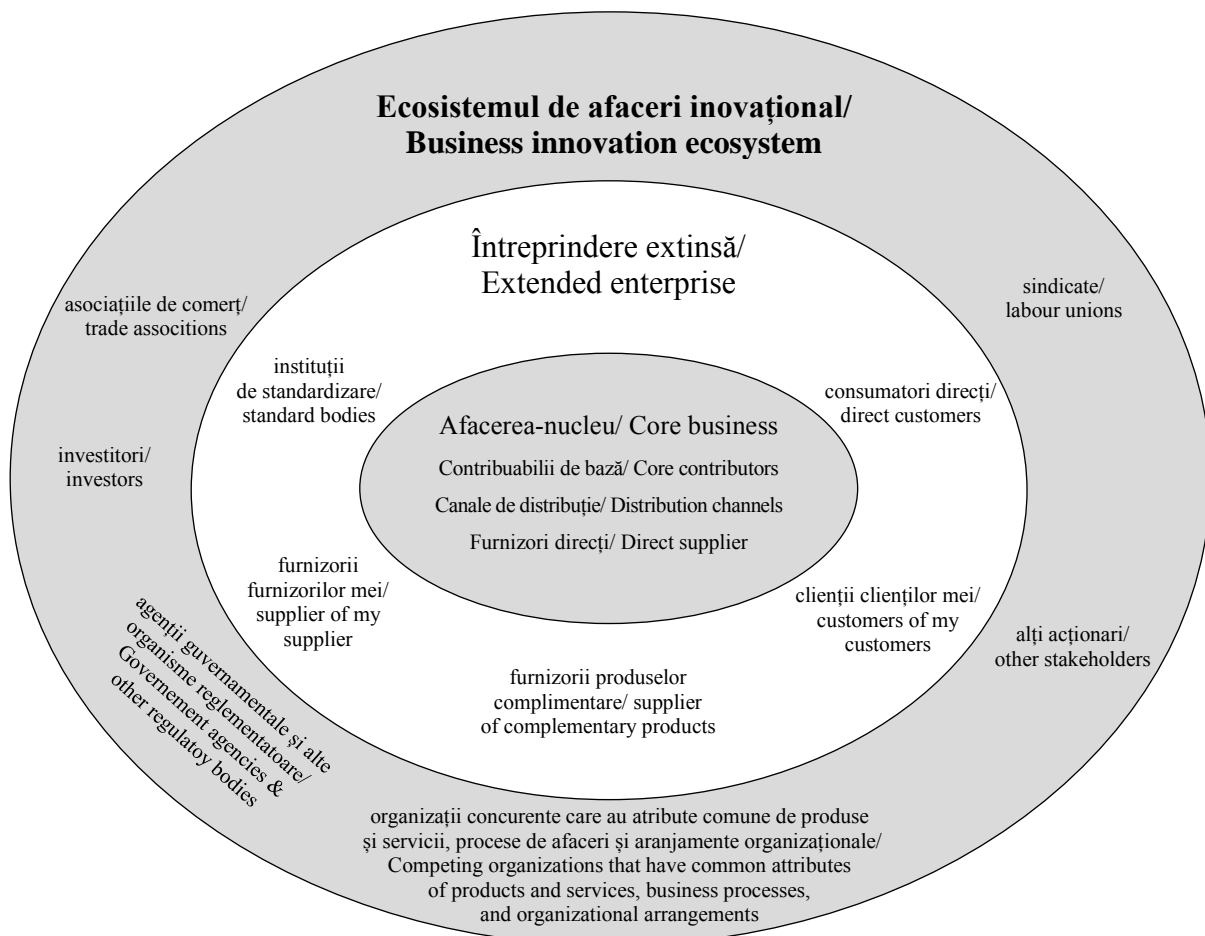 Ecosistemul de afaceri inovațional/
Business innovation ecosystem
Întreprindere extinsă/
Extended enterprise
asociațiile de comerț/
trade associtions
sindicate/
labour unions
instituții
de standardizare/
standard bodies
consumatori direcți/
direct customers
Afacerea-nucleu/ Core business
Contribuabilii de bază/ Core contributors
Canale de distribuție/ Distribution channels
Furnizori direcți/ Direct supplier
investitori/
investors
furnizorii
furnizorilor mei/
supplier of my
supplier
clienții clienților mei/
customers of my
customers
agenții guvernamentale și alte
organisme reglementatoare/
Governement agencies &
other regulatoy bodies
alți acționari/
other stakeholders
furnizorii produselor
complimentare/ supplier
of complementary products
organizații concurente care au atribute comune de produse
și servicii, procese de afaceri și aranjamente organizaționale/
Competing organizations that have common attributes
of products and services, business processes,
and organizational arrangements